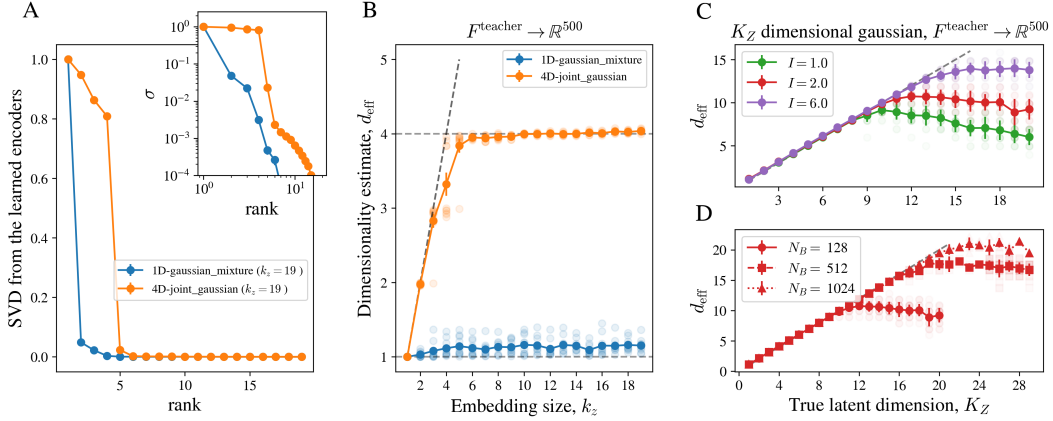 A
SVD from the learned encoders
1.0
0.8
0.6
0.4
0.2
0.0
5
10
15
rank
1D-gaussian_mixture (k_z = 19 )
4D-joint_gaussian (k_z = 19 )
σ
10^0
10^−1
10^−2
10^−3
10^−4
10^0
10^1
rank
B
F^teacher → ℝ^500
Dimensionality estimate, d_eff
5
4
3
2
1
2
4
6
8
10
12
14
16
18
Embedding size, k_z
1D-gaussian_mixture
4D-joint_gaussian
C
K_Z dimensional gaussian, F^teacher → ℝ^500
d_eff
15
10
5
3
6
9
12
15
18
I = 1.0
I = 2.0
I = 6.0
D
d_eff
20
15
10
5
0
0
4
8
12
16
20
24
28
True latent dimension, K_Z
N_B = 128
N_B = 512
N_B = 1024